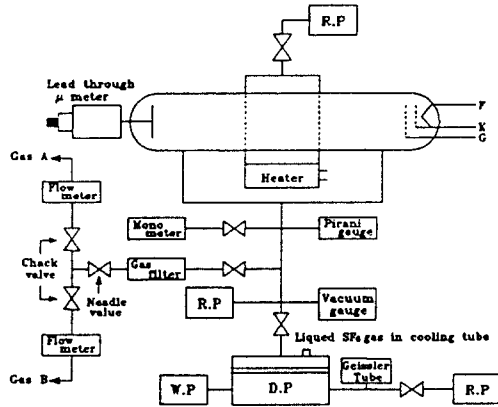 R.P
Lead through
μ meter
F
K
G
Gas A
Heater
Flow
meter
Mono
meter
Pirani
gauge
Chack
valve
Gas
filter
Needle
value
R.P
Vacuum
gauge
Flow
meter
Liqued SF₆ gas in cooling tube
Geissler
Tube
Gas B
W.P
D.P
R.P